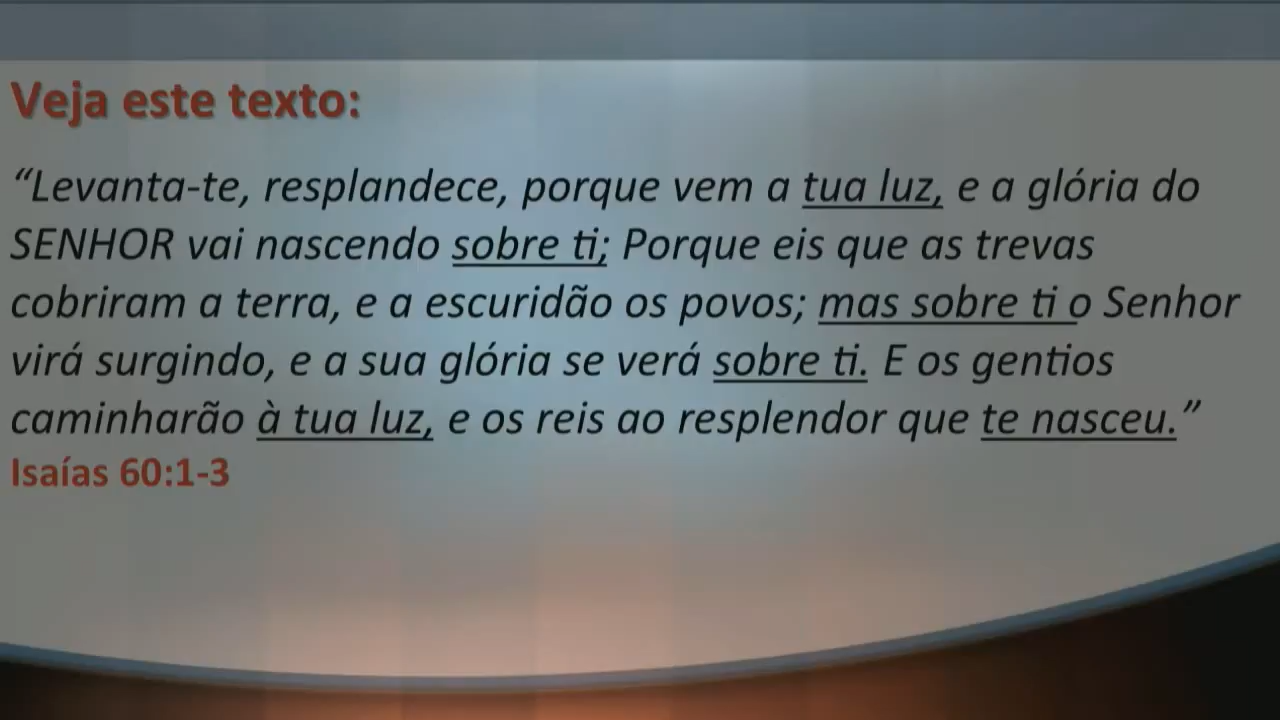 Veja este texto:
“Levanta-te, resplandece, porque vem a tua luz, e a glória do
SENHOR vai nascendo sobre ti; Porque eis que as trevas
cobriram a terra, e a escuridão os povos; mas sobre ti o Senhor
virá surgindo, e a sua glória se verá sobre ti. E os gentios
caminharão à tua luz, e os reis ao resplendor que te nasceu.”
Isaías 60:1-3